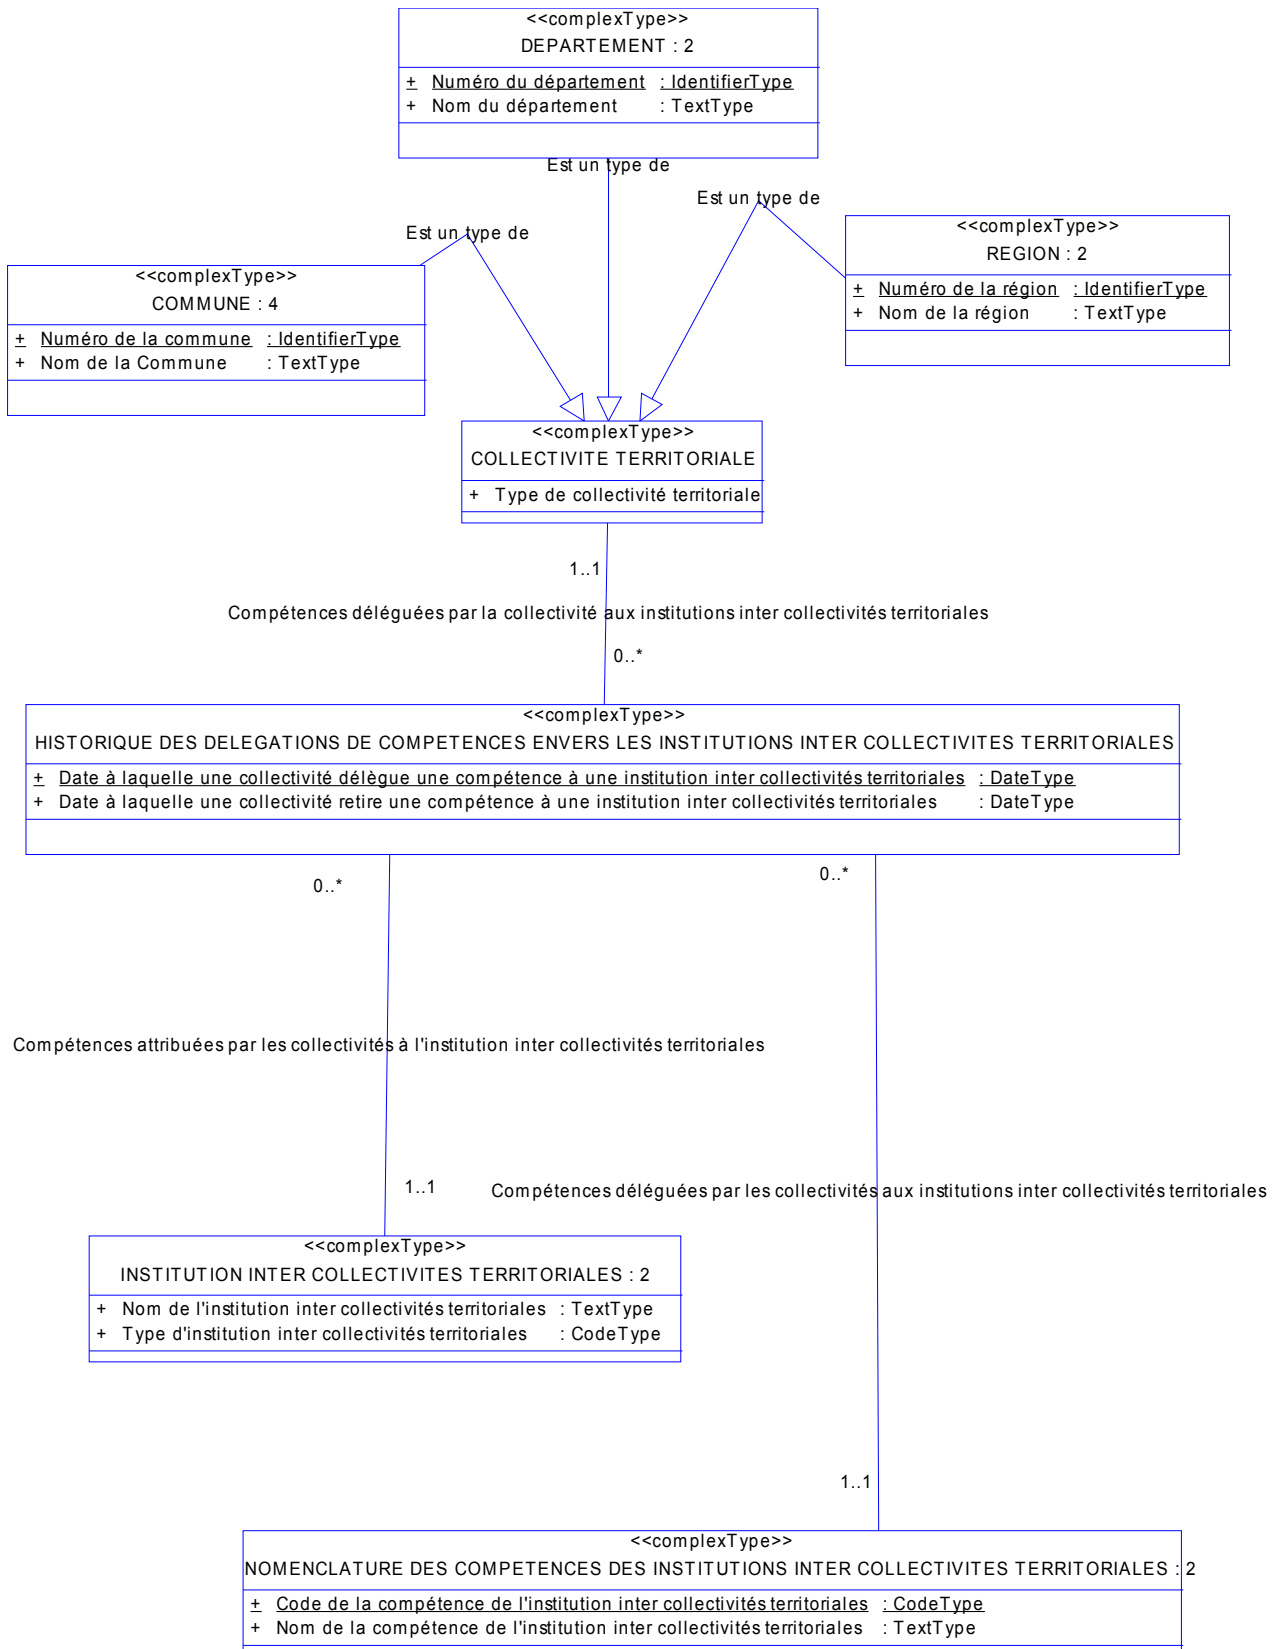 <<complexType>>
DEPARTEMENT : 2
+ Numéro du département : IdentifierType
+ Nom du département : TextType
Est un type de
Est un type de
Est un type de
<<complexType>>
REGION : 2
+ Numéro de la région : IdentifierType
+ Nom de la région : TextType
<<complexType>>
COMMUNE : 4
+ Numéro de la commune : IdentifierType
+ Nom de la Commune : TextType
<<complexType>>
COLLECTIVITE TERRITORIALE
+ Type de collectivité territoriale
1..1
Compétences déléguées par la collectivité aux institutions inter collectivités territoriales
0..*
<<complexType>>
HISTORIQUE DES DELEGATIONS DE COMPETENCES ENVERS LES INSTITUTIONS INTER COLLECTIVITES TERRITORIALES
+ Date à laquelle une collectivité délègue une compétence à une institution inter collectivités territoriales : DateType
+ Date à laquelle une collectivité retire une compétence à une institution inter collectivités territoriales : DateType
0..*
0..*
Compétences attribuées par les collectivités à l'institution inter collectivités territoriales
1..1
Compétences déléguées par les collectivités aux institutions inter collectivités territoriales
<<complexType>>
INSTITUTION INTER COLLECTIVITES TERRITORIALES : 2
+ Nom de l'institution inter collectivités territoriales : TextType
+ Type d'institution inter collectivités territoriales : CodeType
1..1
<<complexType>>
NOMENCLATURE DES COMPETENCES DES INSTITUTIONS INTER COLLECTIVITES TERRITORIALES : 2
+ Code de la compétence de l'institution inter collectivités territoriales : CodeType
+ Nom de la compétence de l'institution inter collectivités territoriales : TextType